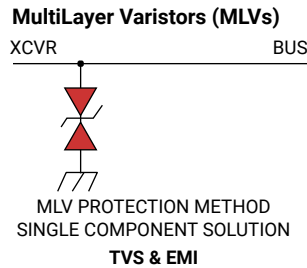 MultiLayer Varistors (MLVs)
XCVR BUS
MLV PROTECTION METHOD
SINGLE COMPONENT SOLUTION
TVS & EMI